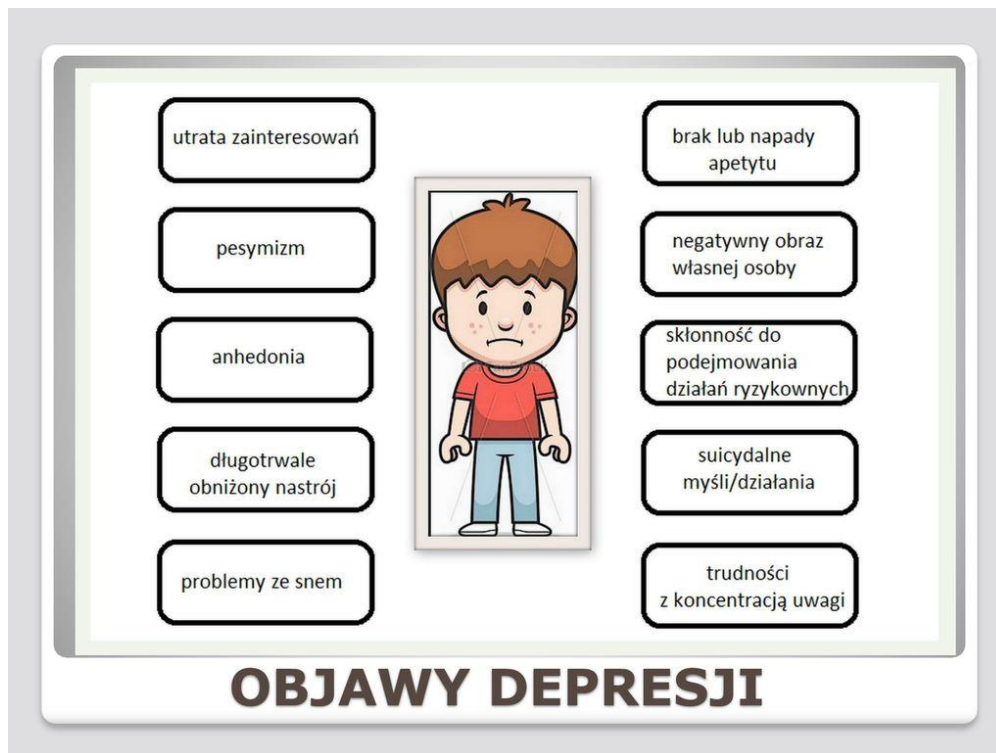 utrata zainteresowań
pesymizm
anhedonia
długotrwale
obniżony nastrój
problemy ze snem
brak lub napady
apetytu
negatywny obraz
własnej osoby
skłonność do
podejmowania
działań ryzykownych
suicydalne
myśli/działania
trudności
z koncentracją uwagi
OBJAWY DEPRESJI